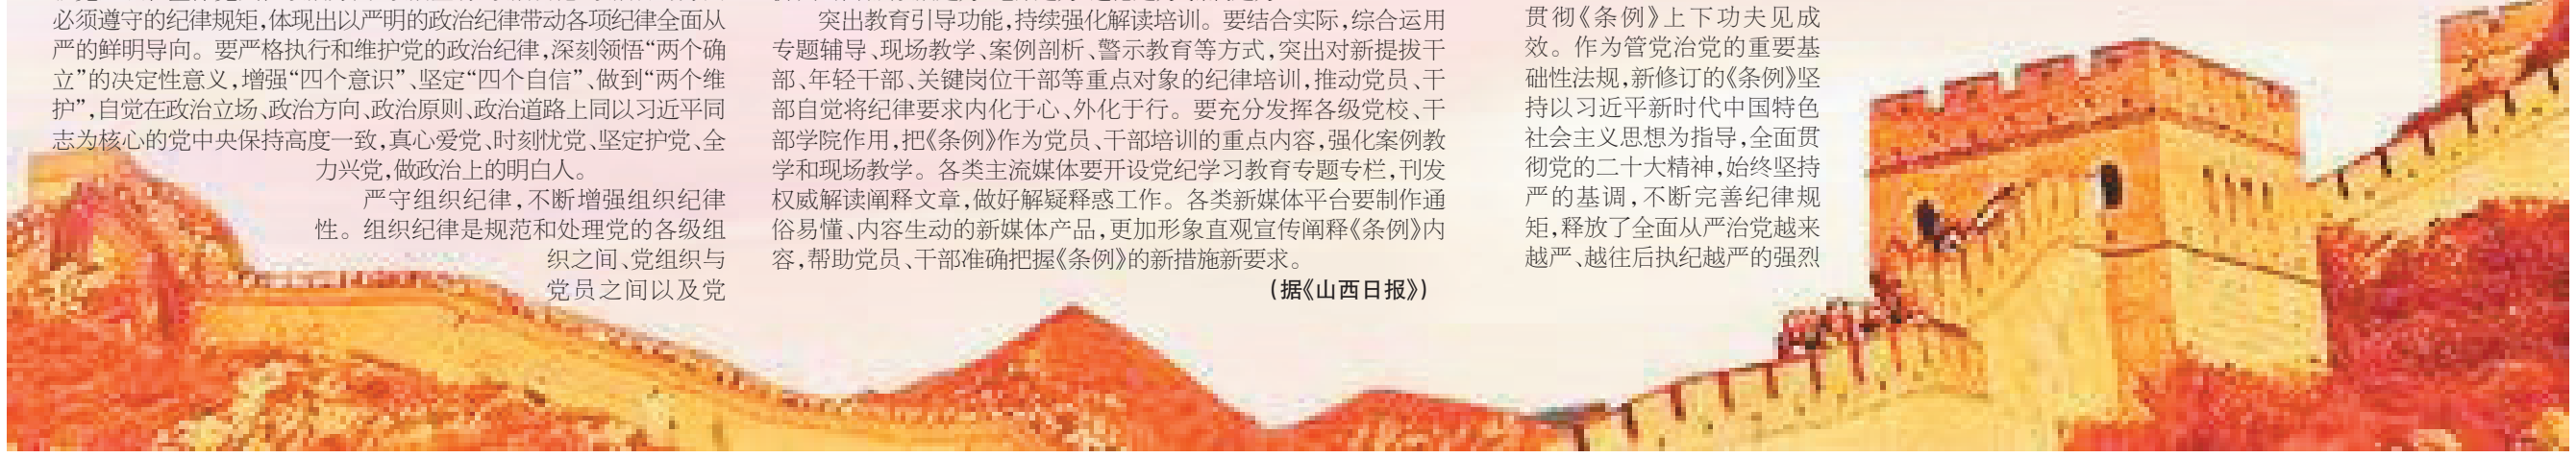 必须遵守的纪律规矩,体现出以严明的政治纪律带动各项纪律全面从
严的鲜明导向。要严格执行和维护党的政治纪律,深刻领悟“两个确
立”的决定性意义,增强“四个意识”、坚定“四个自信”、做到“两个维
护”,自觉在政治立场、政治方向、政治原则、政治道路上同以习近平同
志为核心的党中央保持高度一致,真心爱党、时刻忧党、坚定护党、全
力兴党,做政治上的明白人。
严守组织纪律,不断增强组织纪律
性。组织纪律是规范和处理党的各级组
织之间、党组织与
党员之间以及党
突出教育引导功能,持续强化解读培训。要结合实际,综合运用
专题辅导、现场教学、案例剖析、警示教育等方式,突出对新提拔干
部、年轻干部、关键岗位干部等重点对象的纪律培训,推动党员、干
部自觉将纪律要求内化于心、外化于行。要充分发挥各级党校、干
部学院作用,把《条例》作为党员、干部培训的重点内容,强化案例教
学和现场教学。各类主流媒体要开设党纪学习教育专题专栏,刊发
权威解读阐释文章,做好解疑释惑工作。各类新媒体平台要制作通
俗易懂、内容生动的新媒体产品,更加形象直观宣传阐释《条例》内
容,帮助党员、干部准确把握《条例》的新措施新要求。
(据《山西日报》)
贯彻《条例》上下功夫见成
效。作为管党治党的重要基
础性法规,新修订的《条例》坚
持以习近平新时代中国特色
社会主义思想为指导,全面贯
彻党的二十大精神,始终坚持
严的基调,不断完善纪律规
矩,释放了全面从严治党越来
越严、越往后执纪越严的强烈